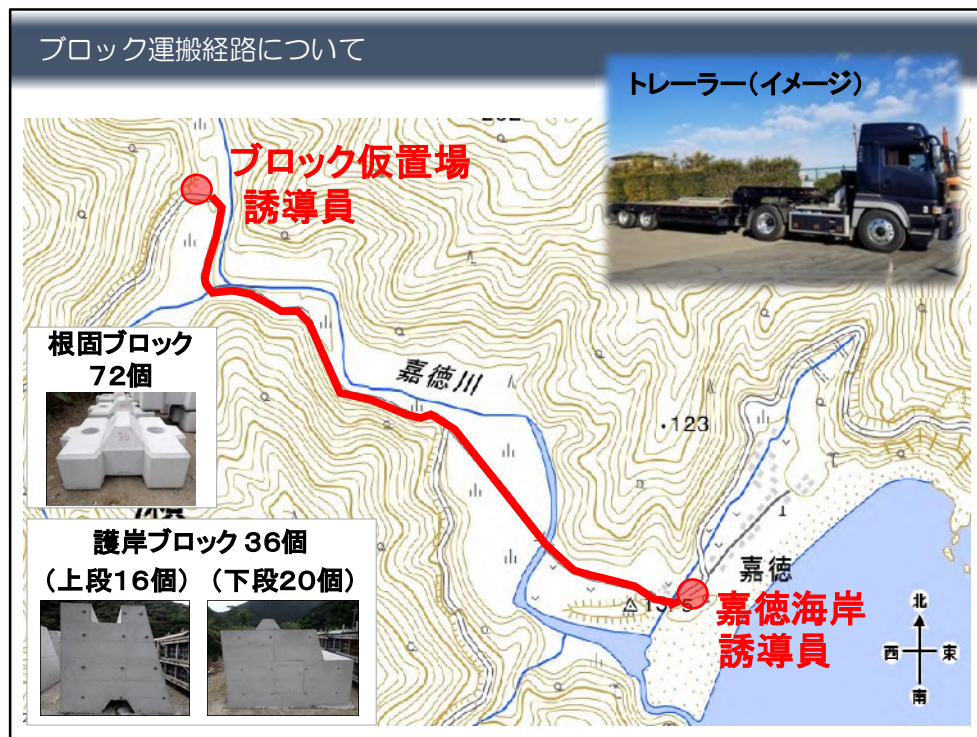 ブロック運搬経路について
トレーラー(イメージ)
ブロック仮置場
誘導員
根固ブロック
72個
嘉徳川
・123
護岸ブロック 36個
(上段16個) (下段20個)
嘉徳
嘉徳海岸
誘導員
北
西 東
南